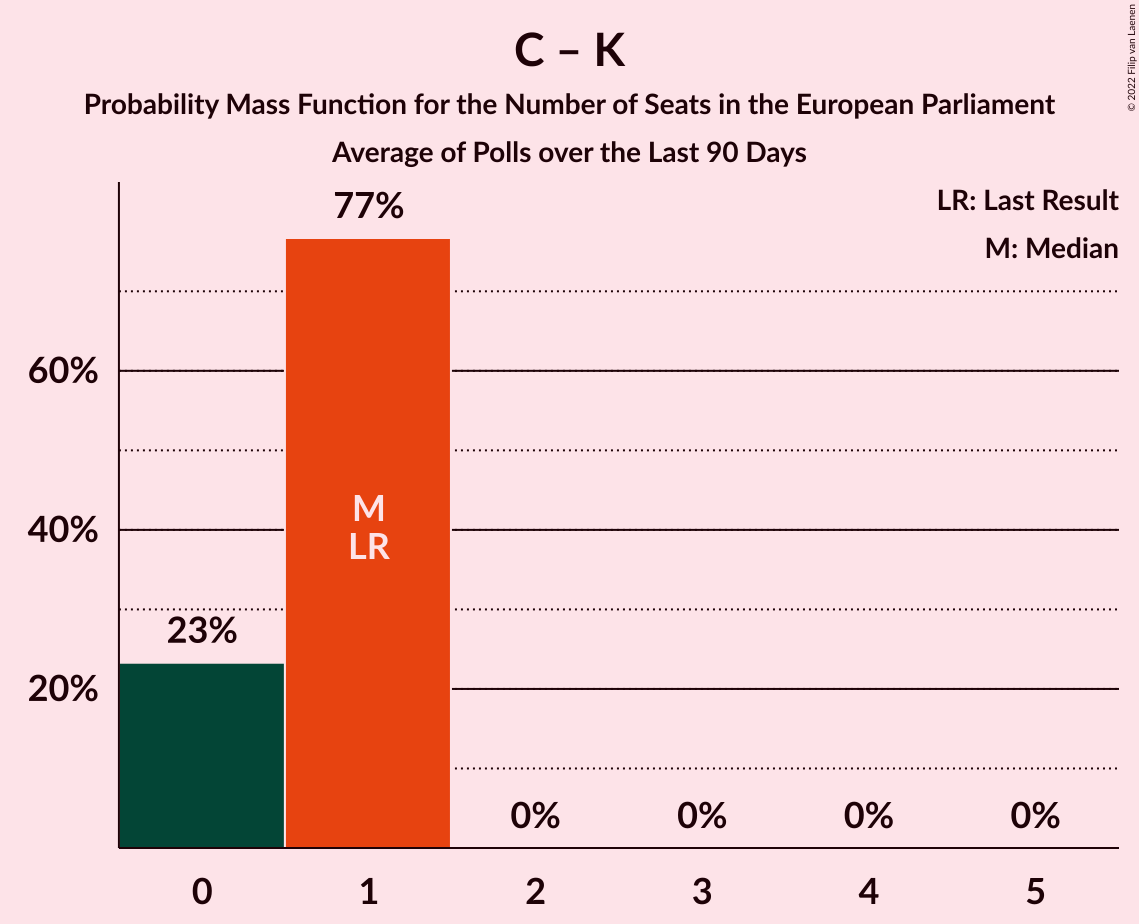 C – K
Probability Mass Function for the Number of Seats in the European Parliament
Average of Polls over the Last 90 Days
© 2022 Filip van Laenen
LR: Last Result
M: Median
77%
60%
40%
20%
M
LR
23%
0%
0%
0%
0%
0
1
2
3
4
5